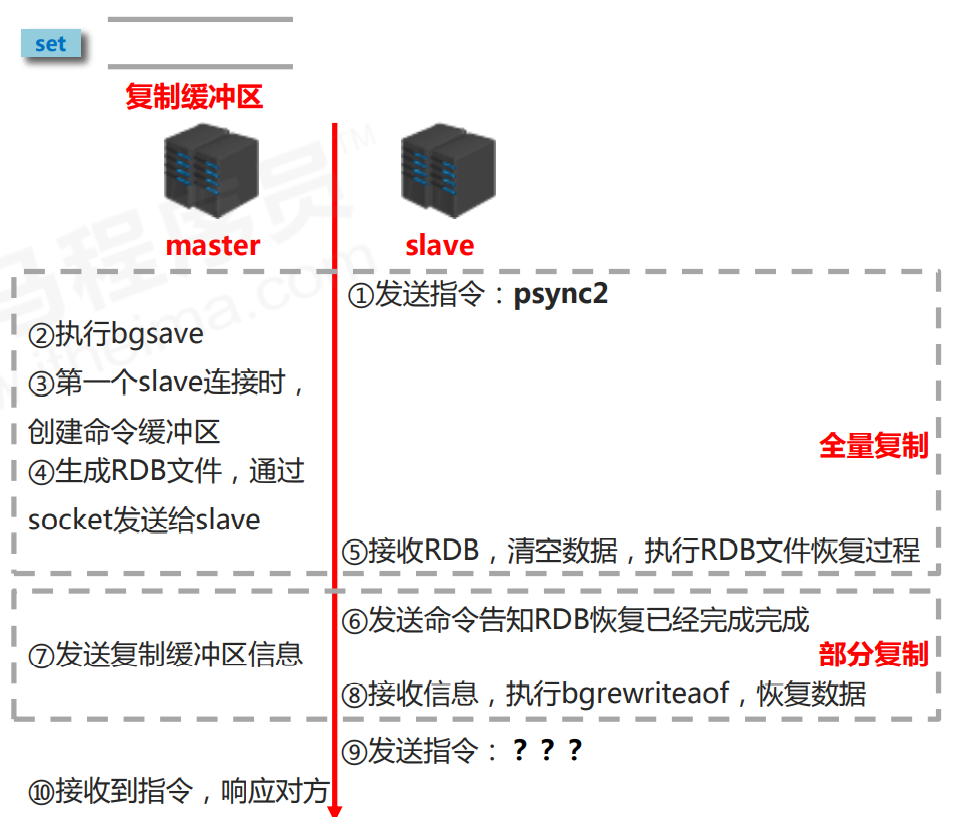 set
复制缓冲区
master
slave
①发送指令：psync2
②执行bgsave
③第一个slave连接时，
创建命令缓冲区
④生成RDB文件，通过
socket发送给slave
全量复制
⑤接收RDB，清空数据，执行RDB文件恢复过程
⑥发送命令告知RDB恢复已经完成完成
⑦发送复制缓冲区信息
部分复制
⑧接收信息，执行bgrewriteaof，恢复数据
⑨发送指令：？？？
⑩接收到指令，响应对方